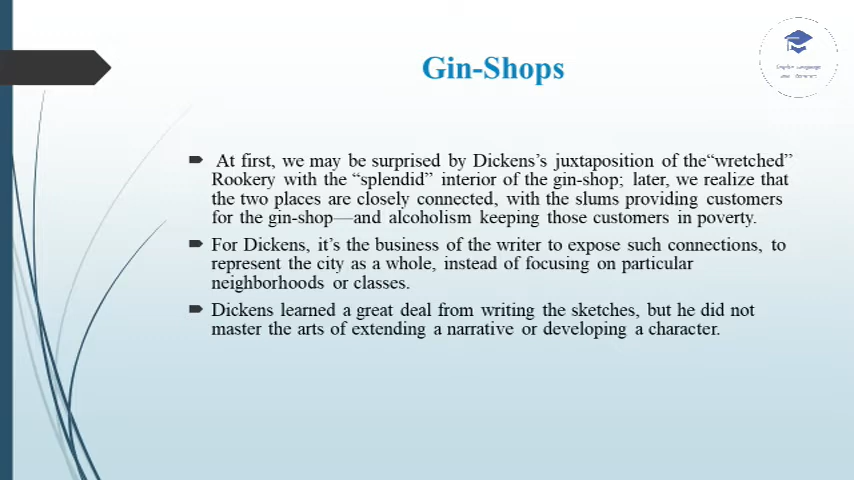 Gin-Shops
At first, we may be surprised by Dickens’s juxtaposition of the“wretched”
Rookery with the “splendid” interior of the gin-shop; later, we realize that
the two places are closely connected, with the slums providing customers
for the gin-shop—and alcoholism keeping those customers in poverty.
For Dickens, it’s the business of the writer to expose such connections, to
represent the city as a whole, instead of focusing on particular
neighborhoods or classes.
Dickens learned a great deal from writing the sketches, but he did not
master the arts of extending a narrative or developing a character.